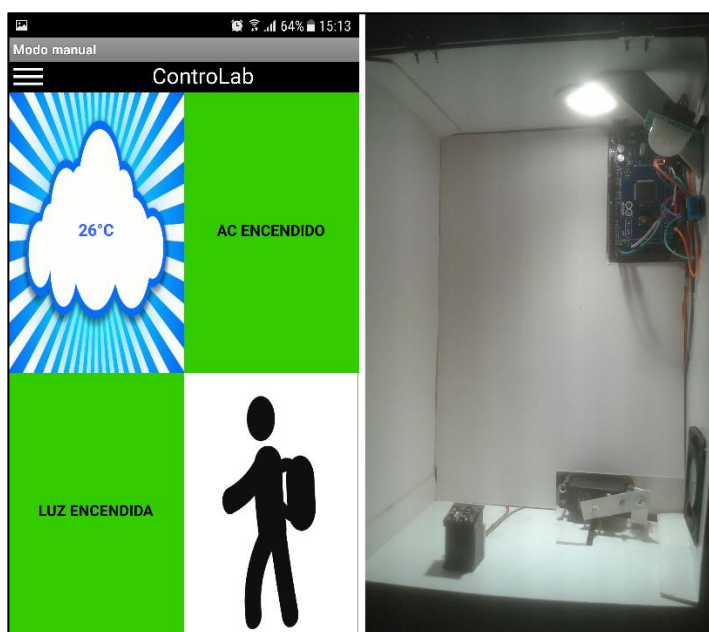 64% 15:13
Modo manual
ControLab
26°C
AC ENCENDIDO
LUZ ENCENDIDA